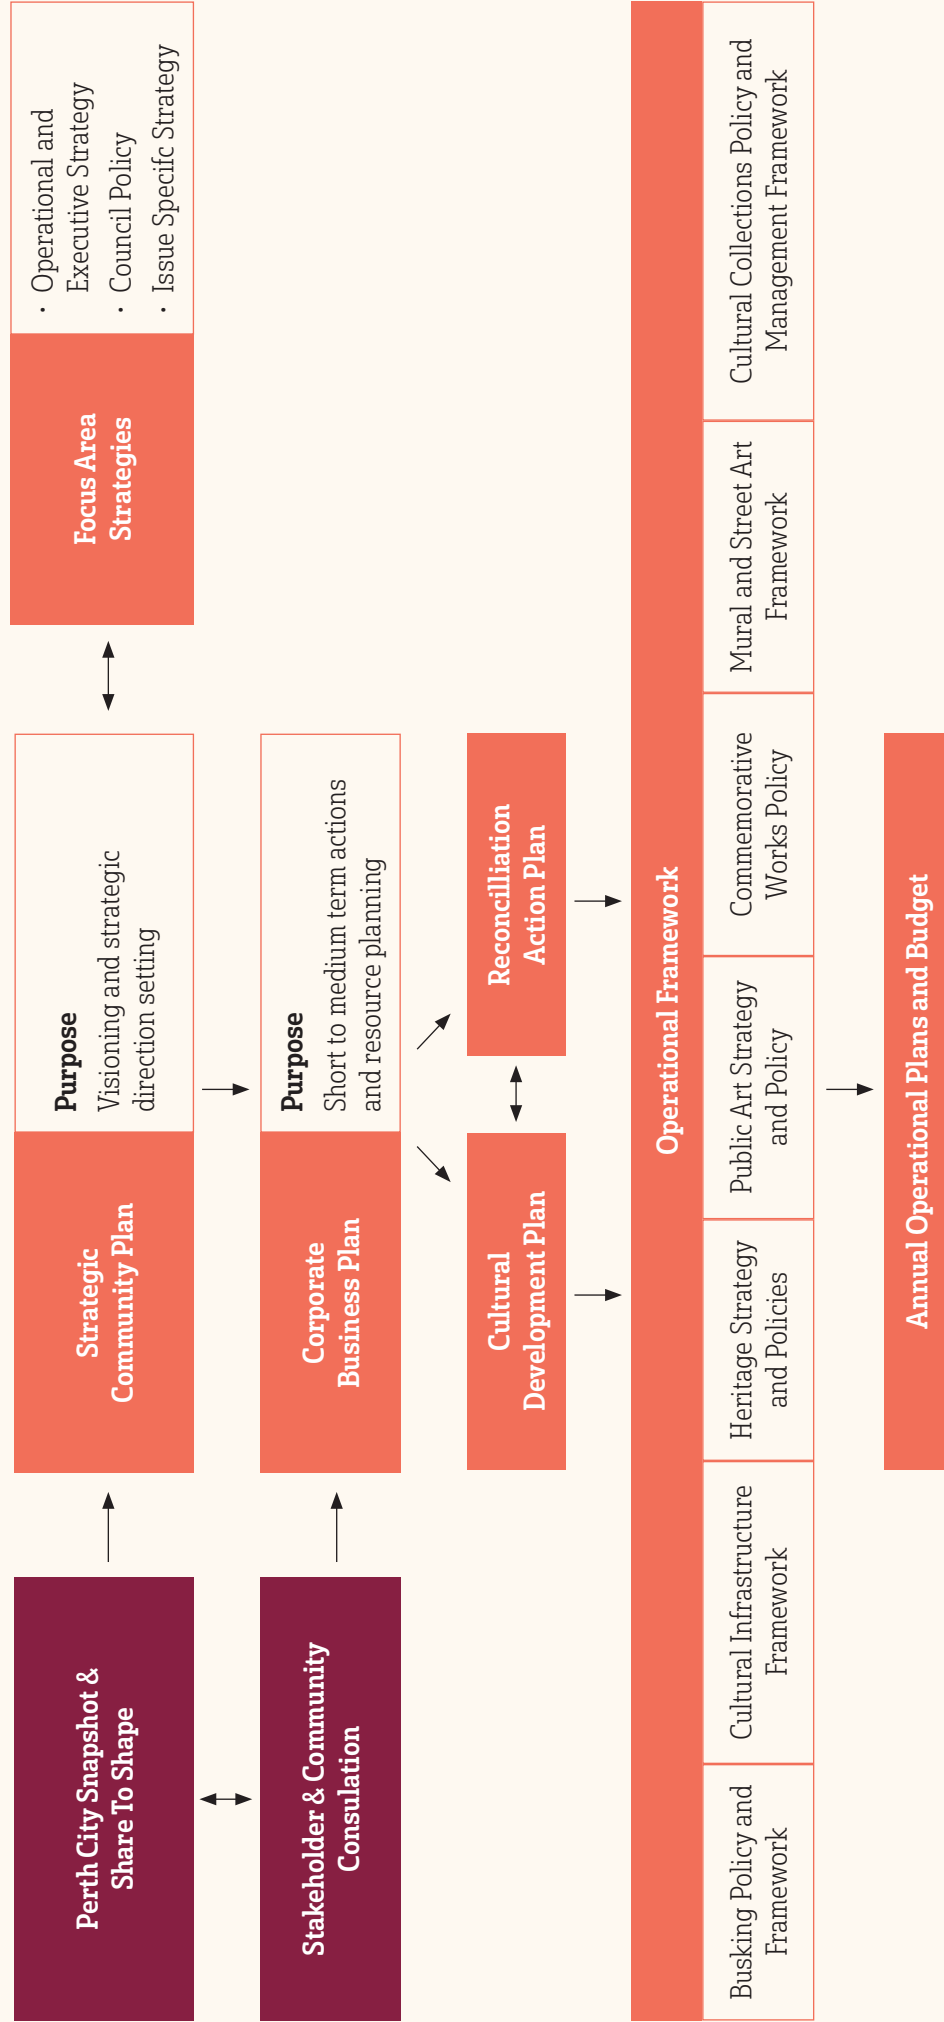 Perth City Snapshot &
Share To Shape
Strategic
Community Plan
Purpose
Visioning and strategic
direction setting
Focus Area
Strategies
· Operational and
Executive Strategy
· Council Policy
· Issue Specifc Strategy
Stakeholder & Community
Consulation
Corporate
Business Plan
Purpose
Short to medium term actions
and resource planning
Cultural
Development Plan
Reconcilliation
Action Plan
Operational Framework
Busking Policy and
Framework
Cultural Infrastructure
Framework
Heritage Strategy
and Policies
Public Art Strategy
and Policy
Commemorative
Works Policy
Mural and Street Art
Framework
Cultural Collections Policy and
Management Framework
Annual Operational Plans and Budget